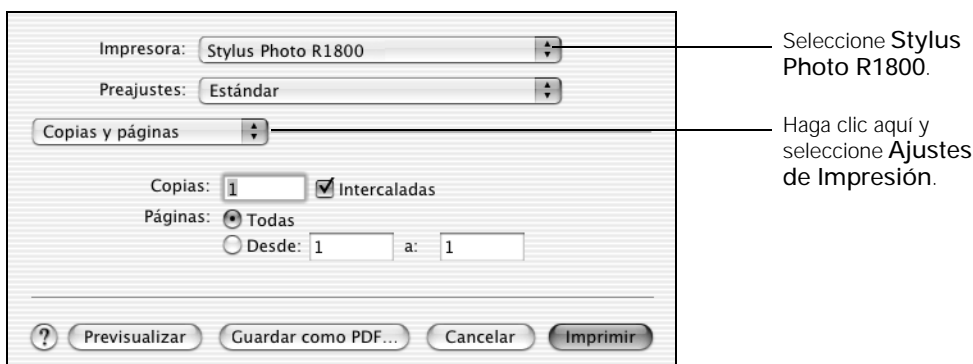 Impresora: Stylus Photo R1800
Preajustes: Estándar
Copias y páginas
Copias: 1 Intercaladas
Páginas: Todas
Desde: 1 a: 1
? Previsualizar Guardar como PDF... Cancelar Imprimir
Seleccione Stylus
Photo R1800.
Haga clic aquí y
seleccione Ajustes
de Impresión.